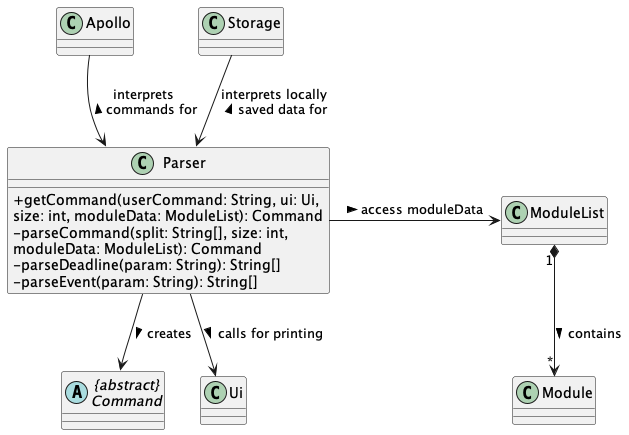 C Apollo
C Storage
interprets
commands for
interprets locally
saved data for
C Parser
+getCommand(userCommand: String, ui: Ui,
size: int, moduleData: ModuleList): Command
-parseCommand(split: String[], size: int,
moduleData: ModuleList): Command
-parseDeadline(param: String): String[]
-parseEvent(param: String): String[]
access moduleData
C ModuleList
1
creates
calls for printing
contains
*
A {abstract}
Command
C Ui
C Module